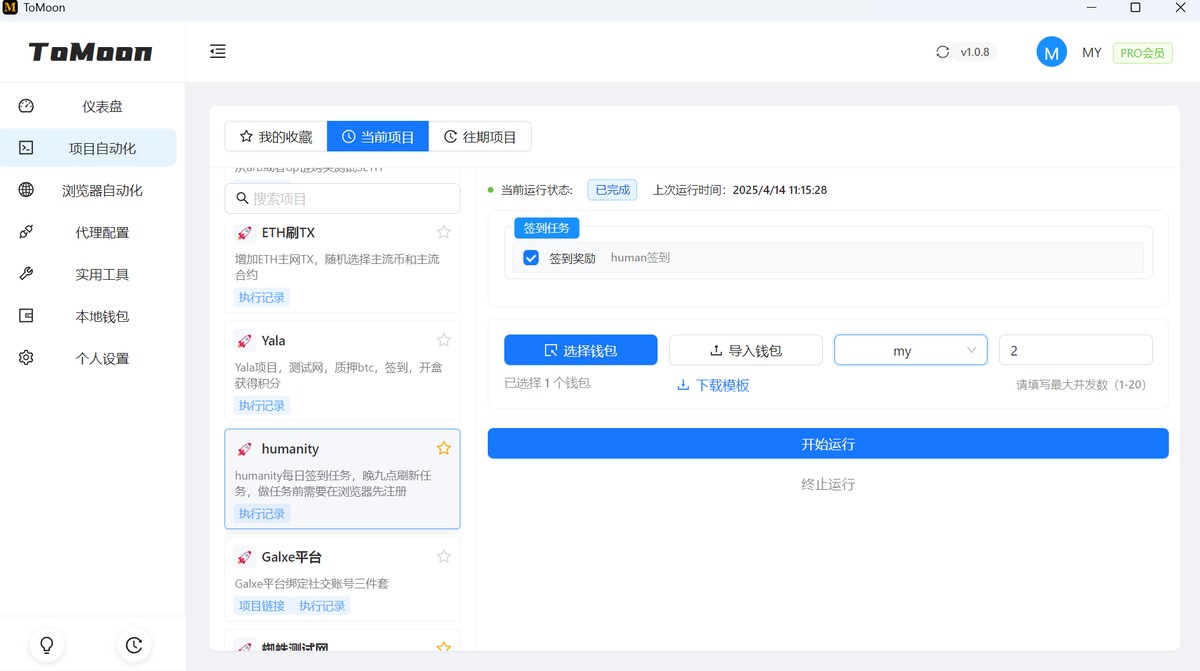 ToMoon
ToMoon
v1.0.8
M
MY
PRO会员
仪表盘
项目自动化
浏览器自动化
代理配置
实用工具
本地钱包
个人设置
我的收藏
当前项目
往期项目
搜索项目
ETH刷TX
增加ETH主网TX，随机选择主流币和主流
合约
执行记录
Yala
Yala项目，测试网，质押btc，签到，开盒
获得积分
执行记录
humanity
humanity每日签到任务，晚九点刷新任
务，做任务前需要在浏览器先注册
执行记录
Galxe平台
Galxe平台绑定社交账号三件套
项目链接 执行记录
蜘蛛测试网
当前运行状态: 已完成 上次运行时间: 2025/4/14 11:15:28
签到任务
签到奖励 human签到
选择钱包
导入钱包
my
2
已选择 1 个钱包
下载模板
请填写最大并发数（1-20）
开始运行
终止运行